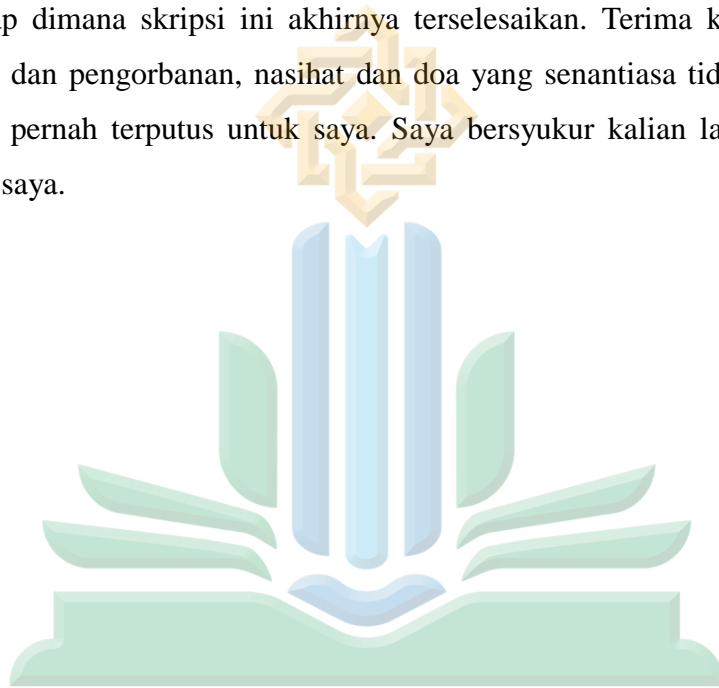 p dimana skripsi ini akhirnya terselesaikan. Terima k
dan pengorbanan, nasihat dan doa yang senantiasa tid
pernah terputus untuk saya. Saya bersyukur kalian la
saya.